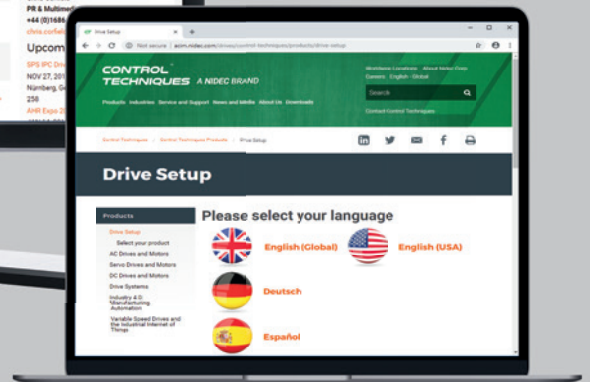 PR & Multimed
+44 (0)1686
chris.corfiel
Upcom
SPS IPC Driv
NOV 27, 201
Nürnberg, Ge
258
AHR Expo 2
Drive Setup
Not secure | acim.nidec.com/drives/control-techniques/products/drive-setup
CONTROL
TECHNIQUES A NIDEC BRAND
Worldwide Locations About Nidec Corp.
Careers English - Global
Search
Products Industries Service and Support News and Media About Us Downloads
Contact Control Techniques
Control Techniques / Control Techniques Products / Drive Setup
Drive Setup
Products
Please select your language
Drive Setup
Select your product
AC Drives and Motors
Servo Drives and Motors
DC Drives and Motors
Drive Systems
Industry 4.0
Manufacturing
Automation
Variable Speed Drives and
the Industrial Internet of
Things
English (Global)
English (USA)
Deutsch
Español